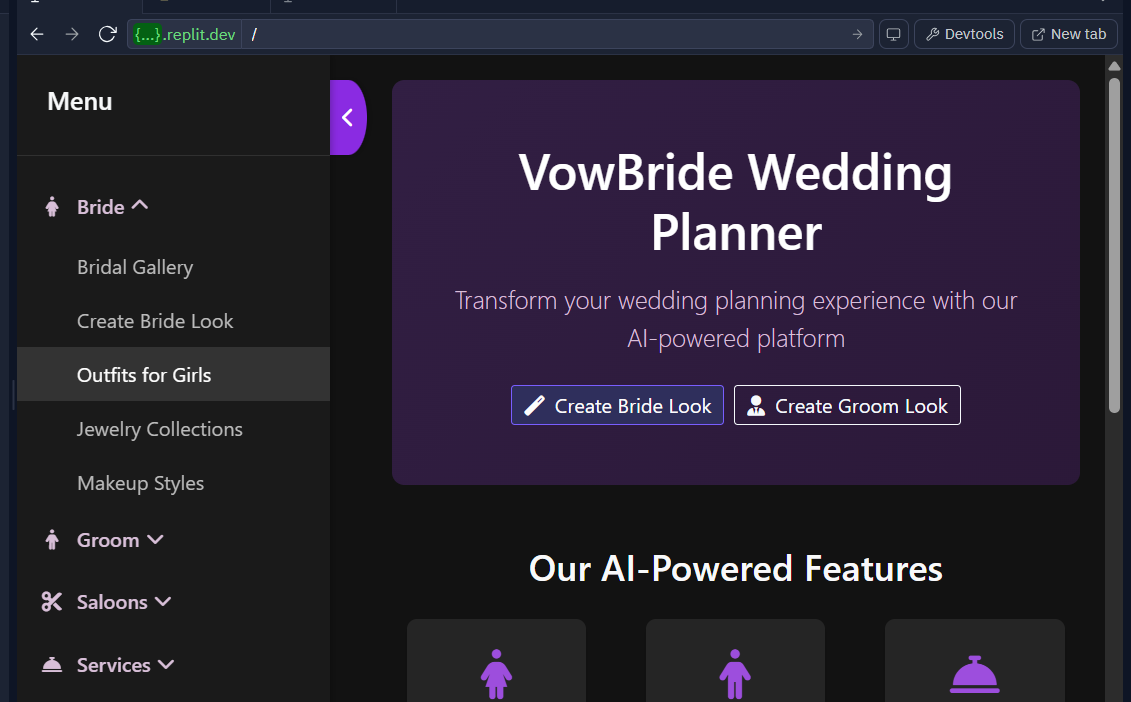 {...}.replit.dev
/
Devtools
New tab
Menu
Bride
Bridal Gallery
Create Bride Look
Outfits for Girls
Jewelry Collections
Makeup Styles
Groom
Saloons
Services
VowBride Wedding
Planner
Transform your wedding planning experience with our
AI-powered platform
Create Bride Look
Create Groom Look
Our AI-Powered Features